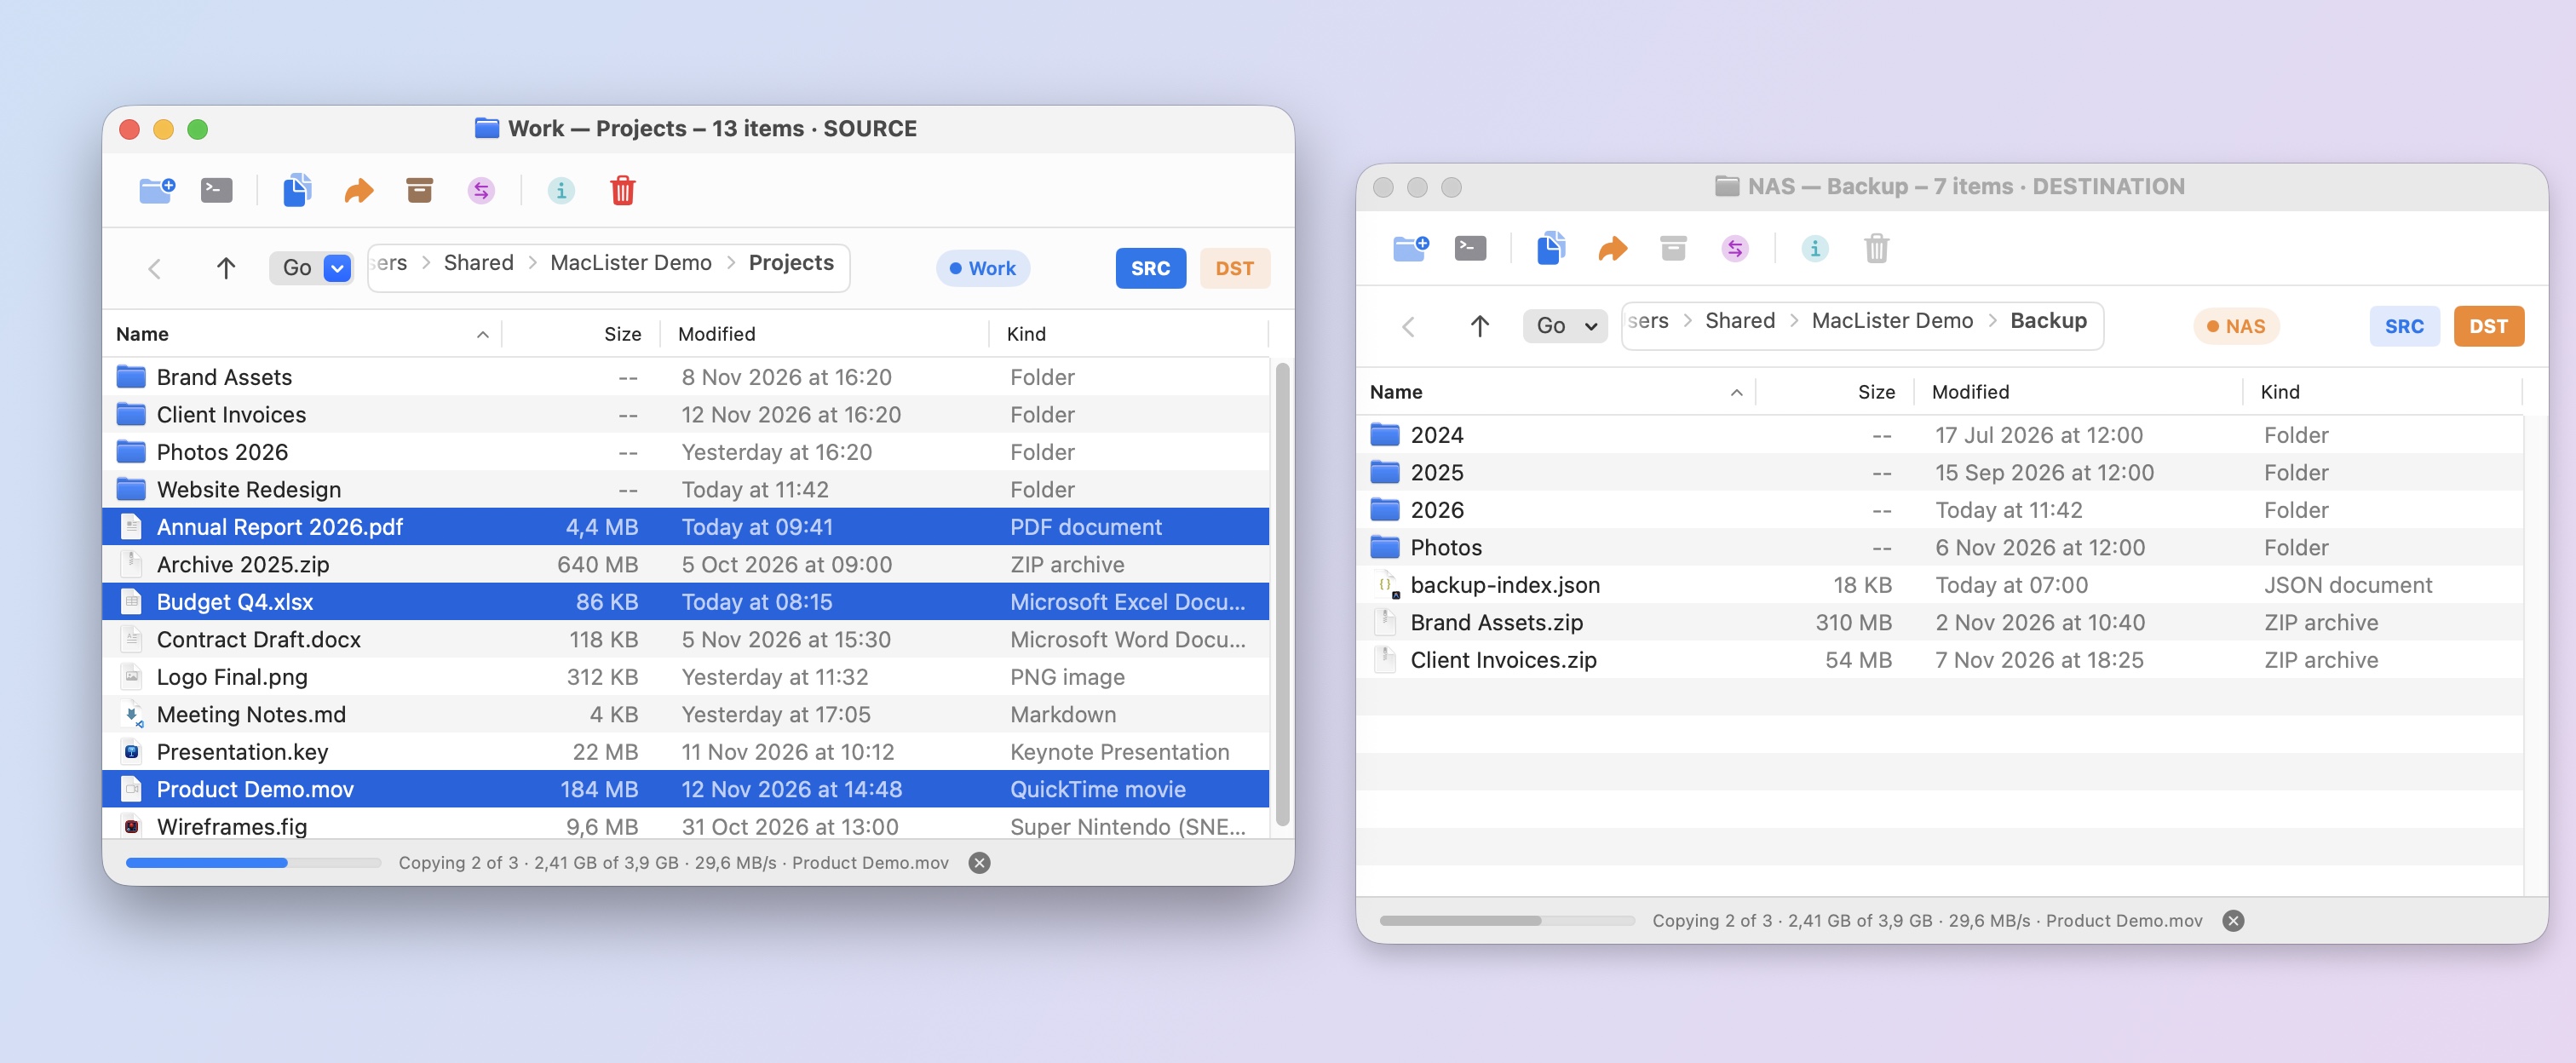 Work — Projects – 13 items · SOURCE
Go
Shared > MacLister Demo > Projects
Work
SRC
DST
Name Size Modified Kind
Brand Assets -- 8 Nov 2026 at 16:20 Folder
Client Invoices -- 12 Nov 2026 at 16:20 Folder
Photos 2026 -- Yesterday at 16:20 Folder
Website Redesign -- Today at 11:42 Folder
Annual Report 2026.pdf 4,4 MB Today at 09:41 PDF document
Archive 2025.zip 640 MB 5 Oct 2026 at 09:00 ZIP archive
Budget Q4.xlsx 86 KB Today at 08:15 Microsoft Excel Docu...
Contract Draft.docx 118 KB 5 Nov 2026 at 15:30 Microsoft Word Docu...
Logo Final.png 312 KB Yesterday at 11:32 PNG image
Meeting Notes.md 4 KB Yesterday at 17:05 Markdown
Presentation.key 22 MB 11 Nov 2026 at 10:12 Keynote Presentation
Product Demo.mov 184 MB 12 Nov 2026 at 14:48 QuickTime movie
Wireframes.fig 9,6 MB 31 Oct 2026 at 13:00 Super Nintendo (SNE...
Copying 2 of 3 · 2,41 GB of 3,9 GB · 29,6 MB/s · Product Demo.mov
NAS — Backup – 7 items · DESTINATION
Go
sers > Shared > MacLister Demo > Backup
NAS
SRC
DST
Name Size Modified Kind
2024 -- 17 Jul 2026 at 12:00 Folder
2025 -- 15 Sep 2026 at 12:00 Folder
2026 -- Today at 11:42 Folder
Photos -- 6 Nov 2026 at 12:00 Folder
backup-index.json 18 KB Today at 07:00 JSON document
Brand Assets.zip 310 MB 2 Nov 2026 at 10:40 ZIP archive
Client Invoices.zip 54 MB 7 Nov 2026 at 18:25 ZIP archive
Copying 2 of 3 · 2,41 GB of 3,9 GB · 29,6 MB/s · Product Demo.mov